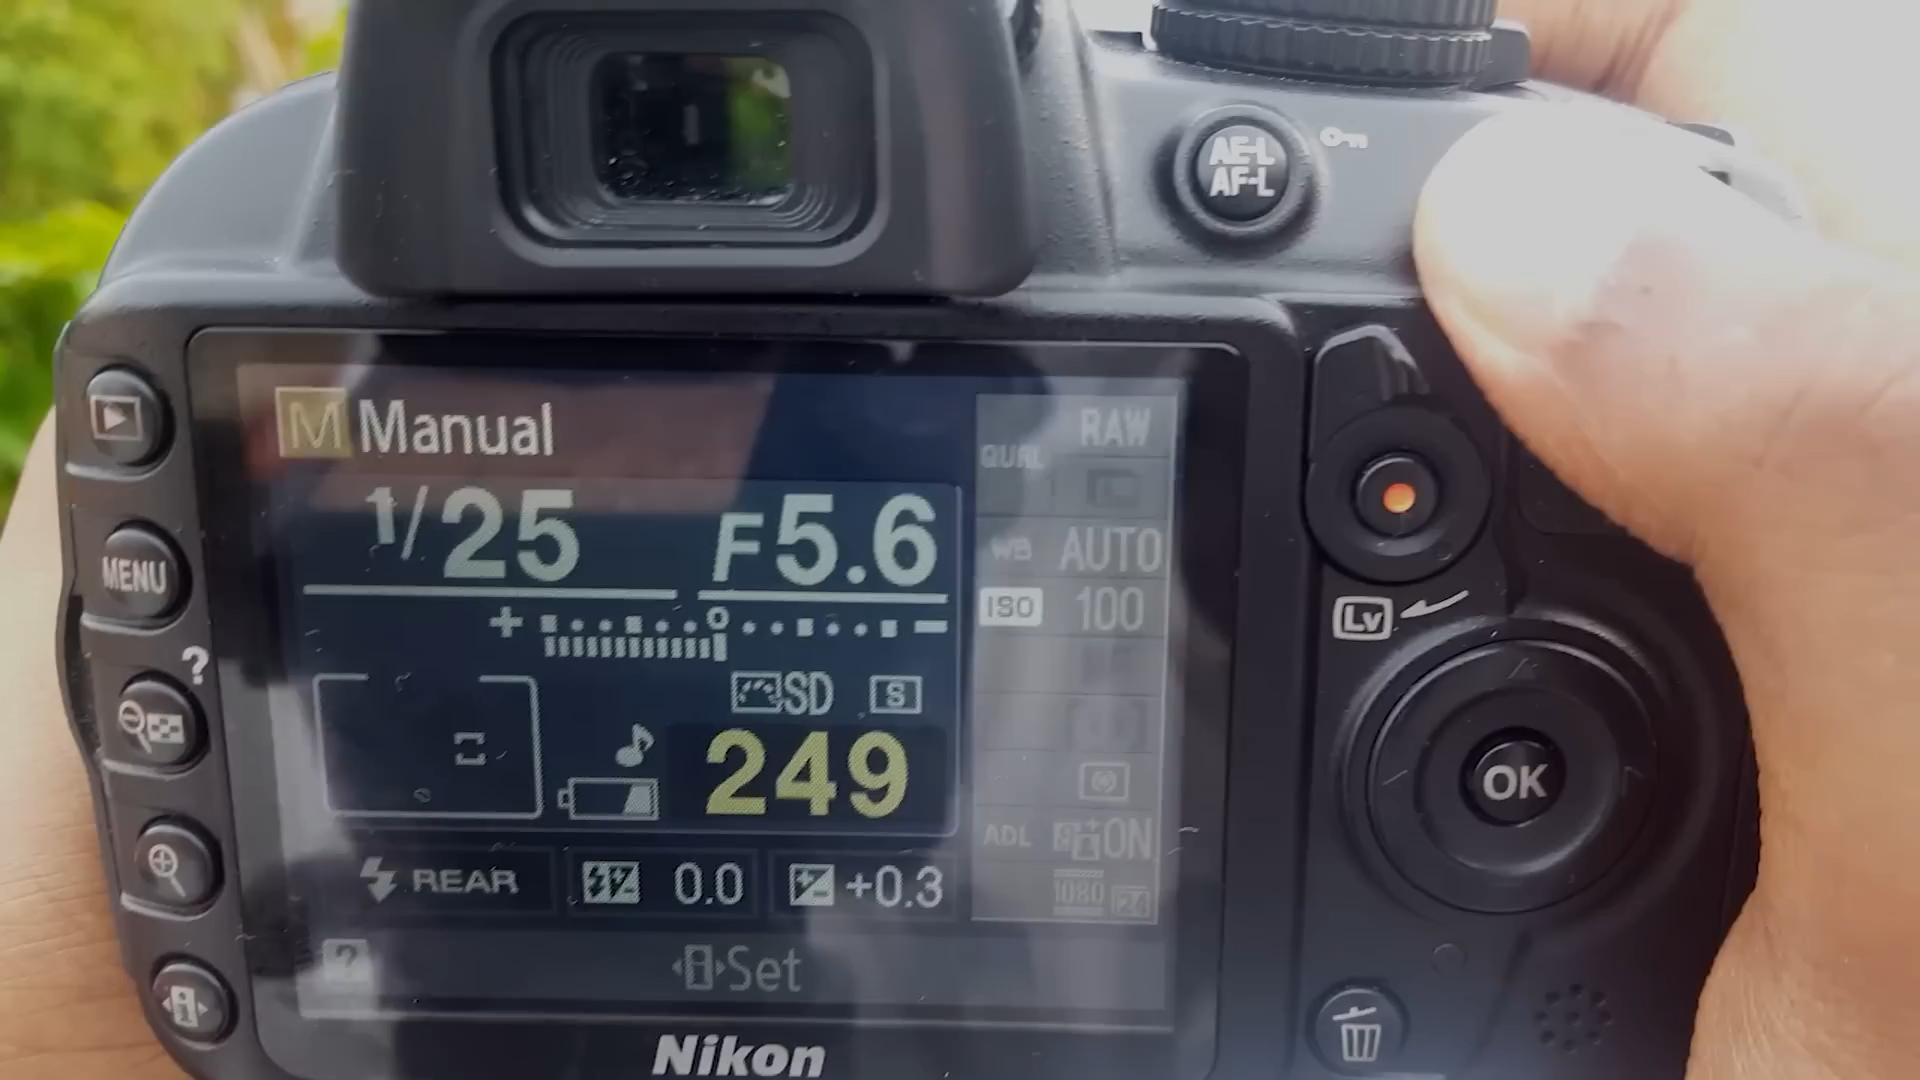 AE-L
AF-L
M Manual
RAW
QUAL
1/25 F5.6
WB AUTO
MENU
ISO 100
Lv
?
SD S
249
OK
ADL ON
REAR 0.0 +0.3
1080 24
? Set
Nikon